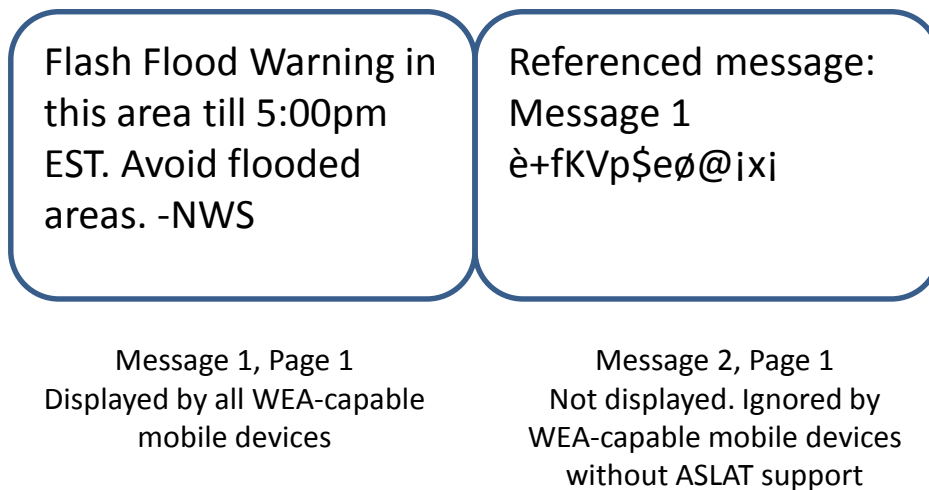 Flash Flood Warning in
this area till 5:00pm
EST. Avoid flooded
areas. -NWS
Referenced message:
Message 1
è+fKVp$eø@¡x¡
Message 1, Page 1
Displayed by all WEA-capable
mobile devices
Message 2, Page 1
Not displayed. Ignored by
WEA-capable mobile devices
without ASLAT support